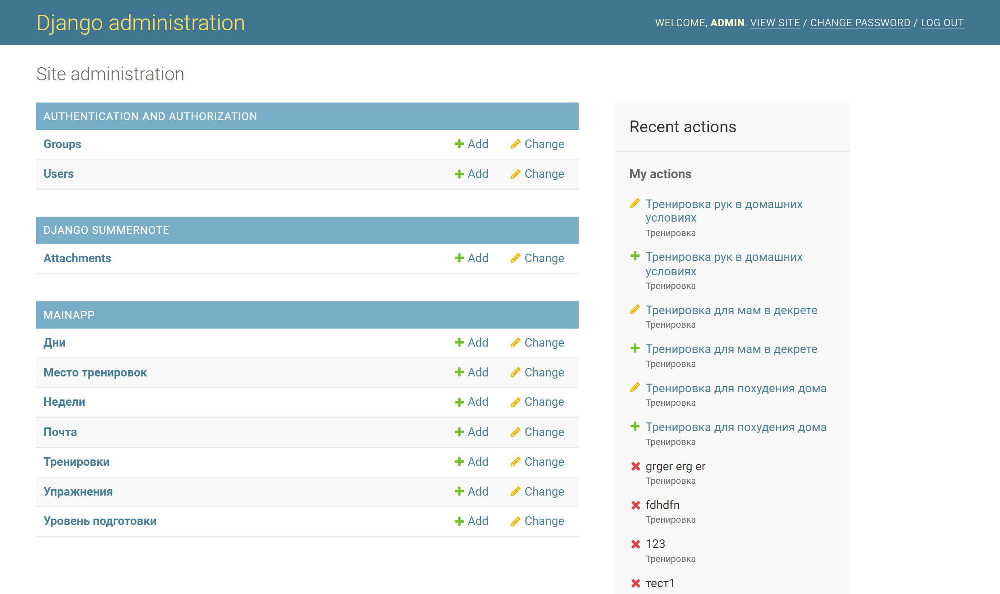 Django administration
WELCOME, ADMIN. VIEW SITE / CHANGE PASSWORD / LOG OUT
Site administration
AUTHENTICATION AND AUTHORIZATION
Groups Add Change
Users Add Change
DJANGO SUMMERNOTE
Attachments Add Change
MAINAPP
Дни Add Change
Место тренировок Add Change
Недели Add Change
Почта Add Change
Тренировки Add Change
Упражнения Add Change
Уровень подготовки Add Change
Recent actions
My actions
Тренировка рук в домашних
условиях
Тренировка
Тренировка рук в домашних
условиях
Тренировка
Тренировка для мам в декрете
Тренировка
Тренировка для мам в декрете
Тренировка
Тренировка для похудения дома
Тренировка
Тренировка для похудения дома
Тренировка
grger erg er
Тренировка
fdhdfn
Тренировка
123
Тренировка
тест1